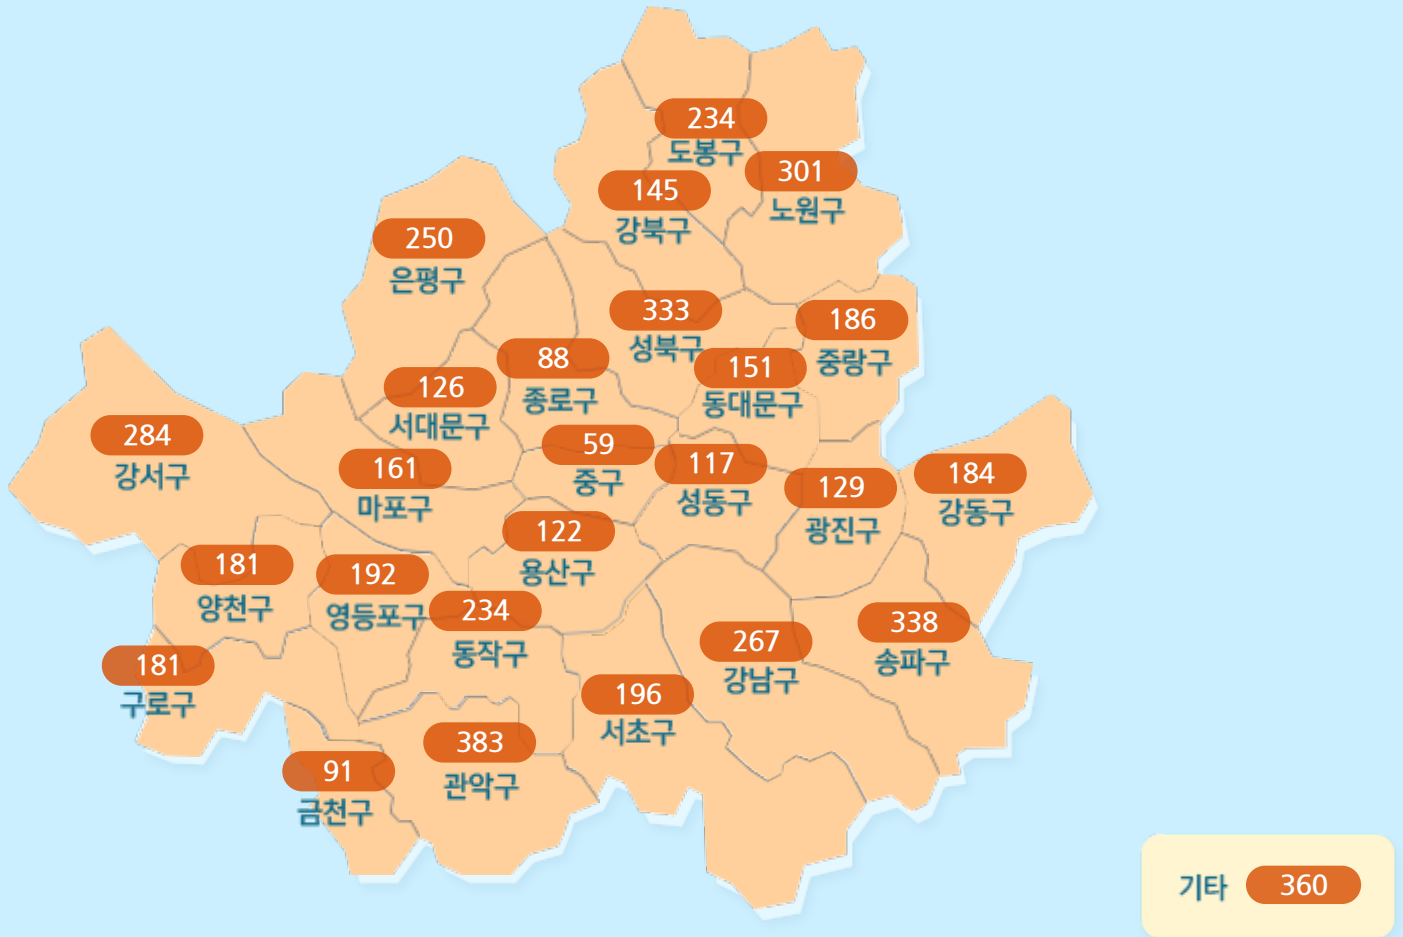 234
도봉구
301
노원구
145
강북구
250
은평구
333
성북구
186
중랑구
88
종로구
151
동대문구
126
서대문구
284
강서구
59
중구
117
성동구
161
마포구
184
강동구
129
광진구
122
용산구
181
양천구
192
영등포구
234
동작구
338
송파구
267
강남구
181
구로구
196
서초구
383
관악구
91
금천구
기타 360